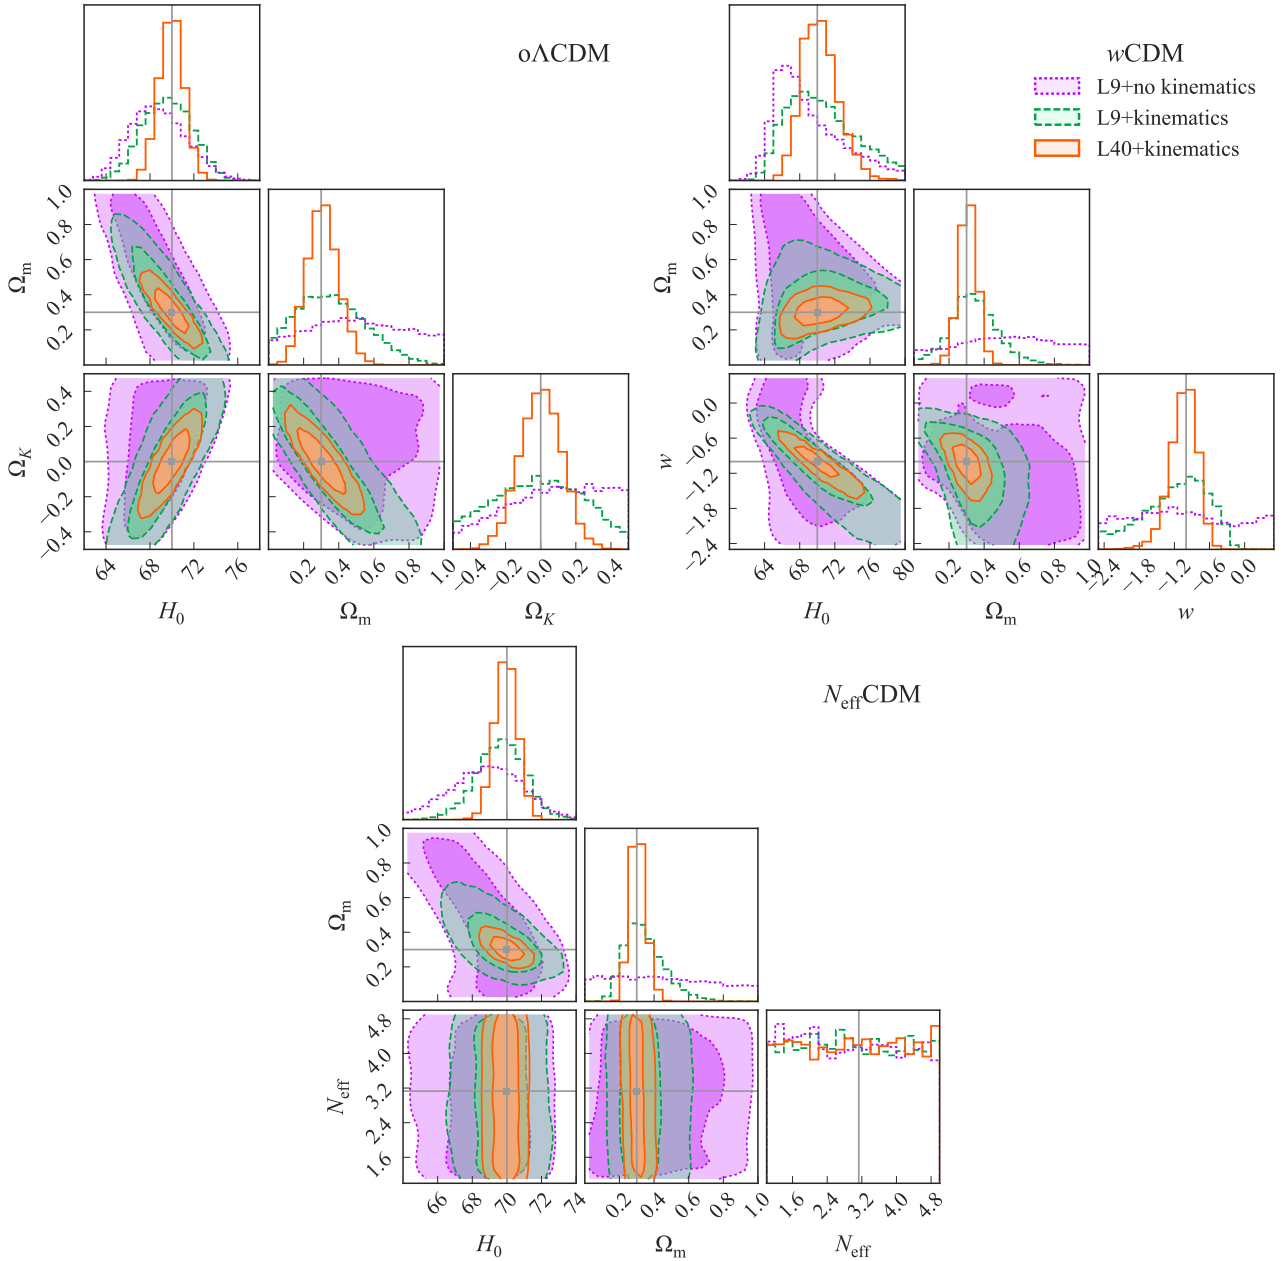 oΛCDM
wCDM
L9+no kinematics
L9+kinematics
L40+kinematics
1.0
0.8
0.6
0.4
0.2
Ωm
1.0
0.8
0.6
0.4
0.2
Ωm
0.4
0.2
0.0
−0.2
−0.4
ΩK
0.0
−0.6
−1.2
−1.8
−2.4
w
64 68 72 76
0.2 0.4 0.6 0.8 1.0
−0.4 −0.2 0.0 0.2 0.4
64 68 72 76 80
0.2 0.4 0.6 0.8 1.0
−2.4 −1.8 −1.2 −0.6 0.0
H0 Ωm ΩK H0 Ωm w
NeffCDM
1.0
0.8
0.6
0.4
0.2
Ωm
4.8
4.0
3.2
2.4
1.6
Neff
66 68 70 72 74
0.2 0.4 0.6 0.8 1.0
1.6 2.4 3.2 4.0 4.8
H0 Ωm Neff